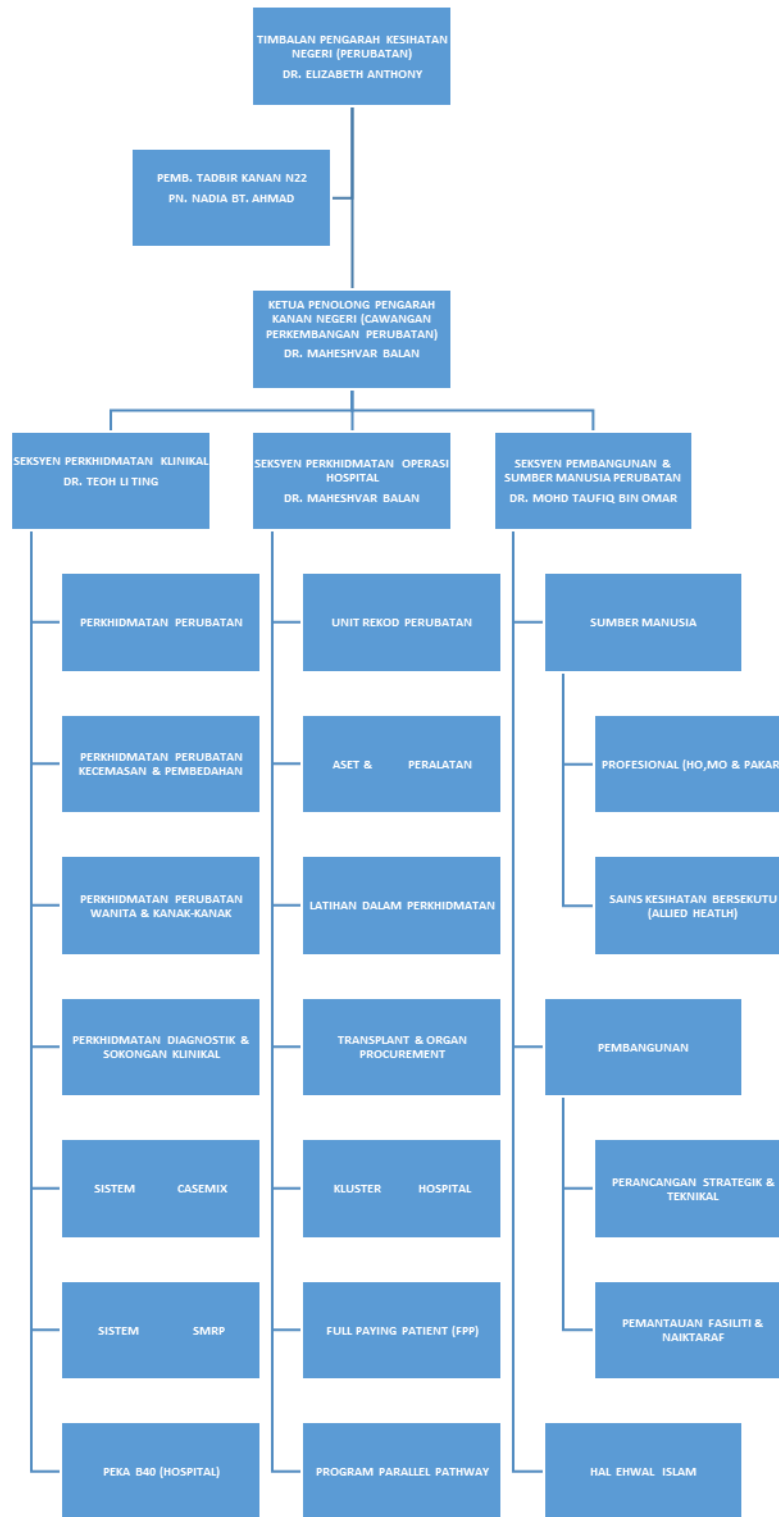 TIMBALAN PENGARAH KESIHATAN
NEGERI (PERUBATAN)
DR. ELIZABETH ANTHONY
PEMB. TADBIR KANAN N22
PN. NADIA BT. AHMAD
KETUA PENOLONG PENGARAH
KANAN NEGERI (CAWANGAN
PERKEMBANGAN PERUBATAN)
DR. MAHESHVAR BALAN
SEKSYEN PERKHIDMATAN KLINIKAL
DR. TEOH LI TING
PERKHIDMATAN PERUBATAN
PERKHIDMATAN PERUBATAN
KECEMASAN & PEMBEDAHAN
PERKHIDMATAN PERUBATAN
WANITA & KANAK-KANAK
PERKHIDMATAN DIAGNOSTIK &
SOKONGAN KLINIKAL
SISTEM CASEMIX
SISTEM SMRP
PEKA B40 (HOSPITAL)
SEKSYEN PERKHIDMATAN OPERASI
HOSPITAL
DR. MAHESHVAR BALAN
UNIT REKOD PERUBATAN
ASET & PERALATAN
LATIHAN DALAM PERKHIDMATAN
TRANSPLANT & ORGAN
PROCUREMENT
KLUSTER HOSPITAL
FULL PAYING PATIENT (FPP)
PROGRAM PARALLEL PATHWAY
SEKSYEN PEMBANGUNAN &
SUMBER MANUSIA PERUBATAN
DR. MOHD TAUFIQ BIN OMAR
SUMBER MANUSIA
PROFESIONAL (HO,MO & PAKAR
SAINS KESIHATAN BERSEKUTU
(ALLIED HEATLH)
PEMBANGUNAN
PERANCANGAN STRATEGIK &
TEKNIKAL
PEMANTAUAN FASILITI &
NAIKTARAF
HAL EHWAL ISLAM